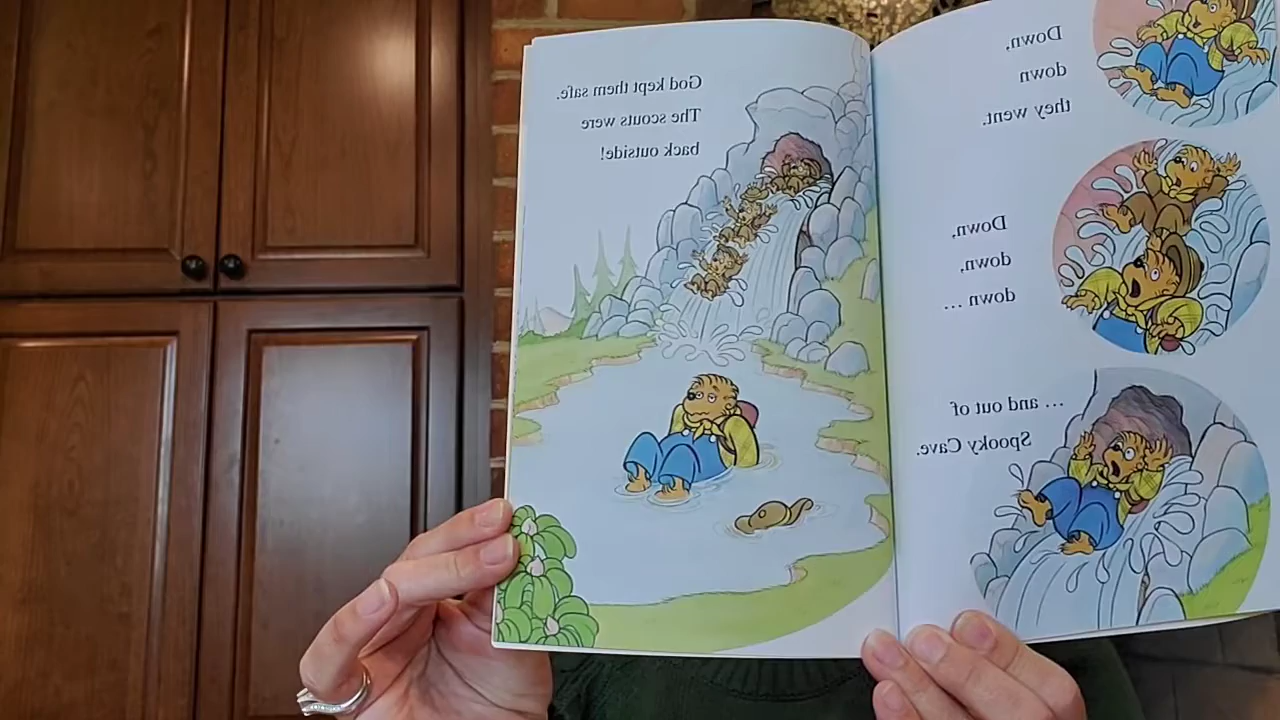 Down,
down
they went.
Down,
down,
down ...
... and out of
Spooky Cave.
God kept them safe.
The scouts were
back outside!